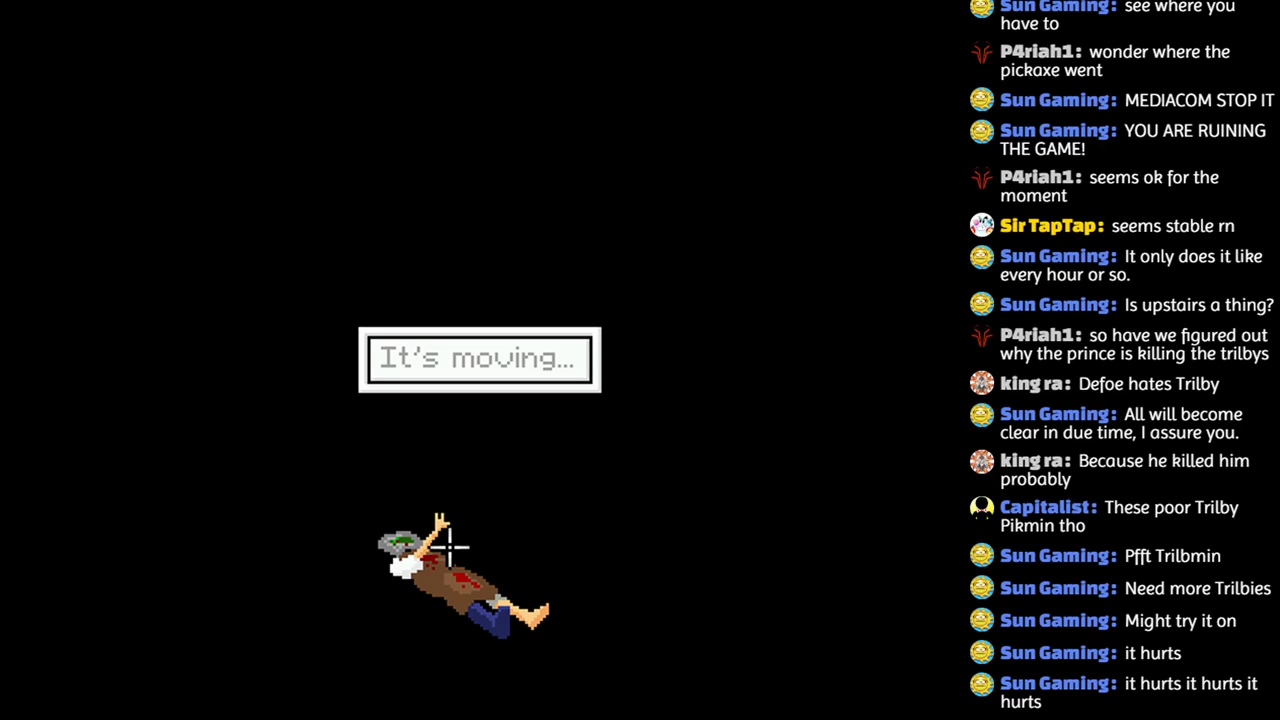 Sun Gaming: see where you
have to
P4riah1: wonder where the
pickaxe went
Sun Gaming: MEDIACOM STOP IT
Sun Gaming: YOU ARE RUINING
THE GAME!
P4riah1: seems ok for the
moment
Sir TapTap: seems stable rn
Sun Gaming: It only does it like
every hour or so.
Sun Gaming: Is upstairs a thing?
P4riah1: so have we figured out
why the prince is killing the trilbys
king ra: Defoe hates Trilby
Sun Gaming: All will become
clear in due time, I assure you.
king ra: Because he killed him
probably
Capitalist: These poor Trilby
Pikmin tho
Sun Gaming: Pfft Trilbmin
Sun Gaming: Need more Trilbies
Sun Gaming: Might try it on
Sun Gaming: it hurts
Sun Gaming: it hurts it hurts it
hurts
It's moving...